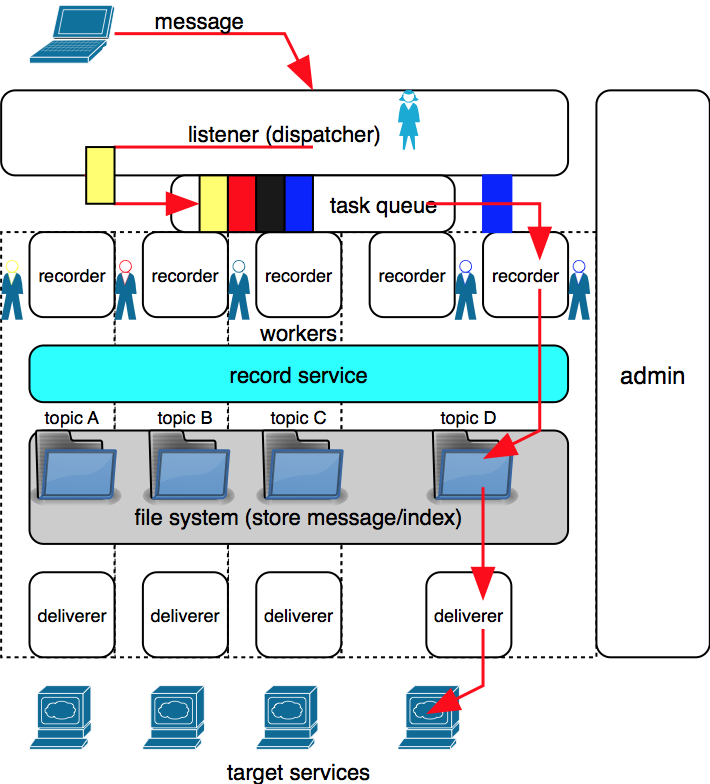 message
listener (dispatcher)
task queue
recorder
recorder
recorder
recorder
recorder
workers
record service
admin
topic A
topic B
topic C
topic D
file system (store message/index)
deliverer
deliverer
deliverer
deliverer
target services